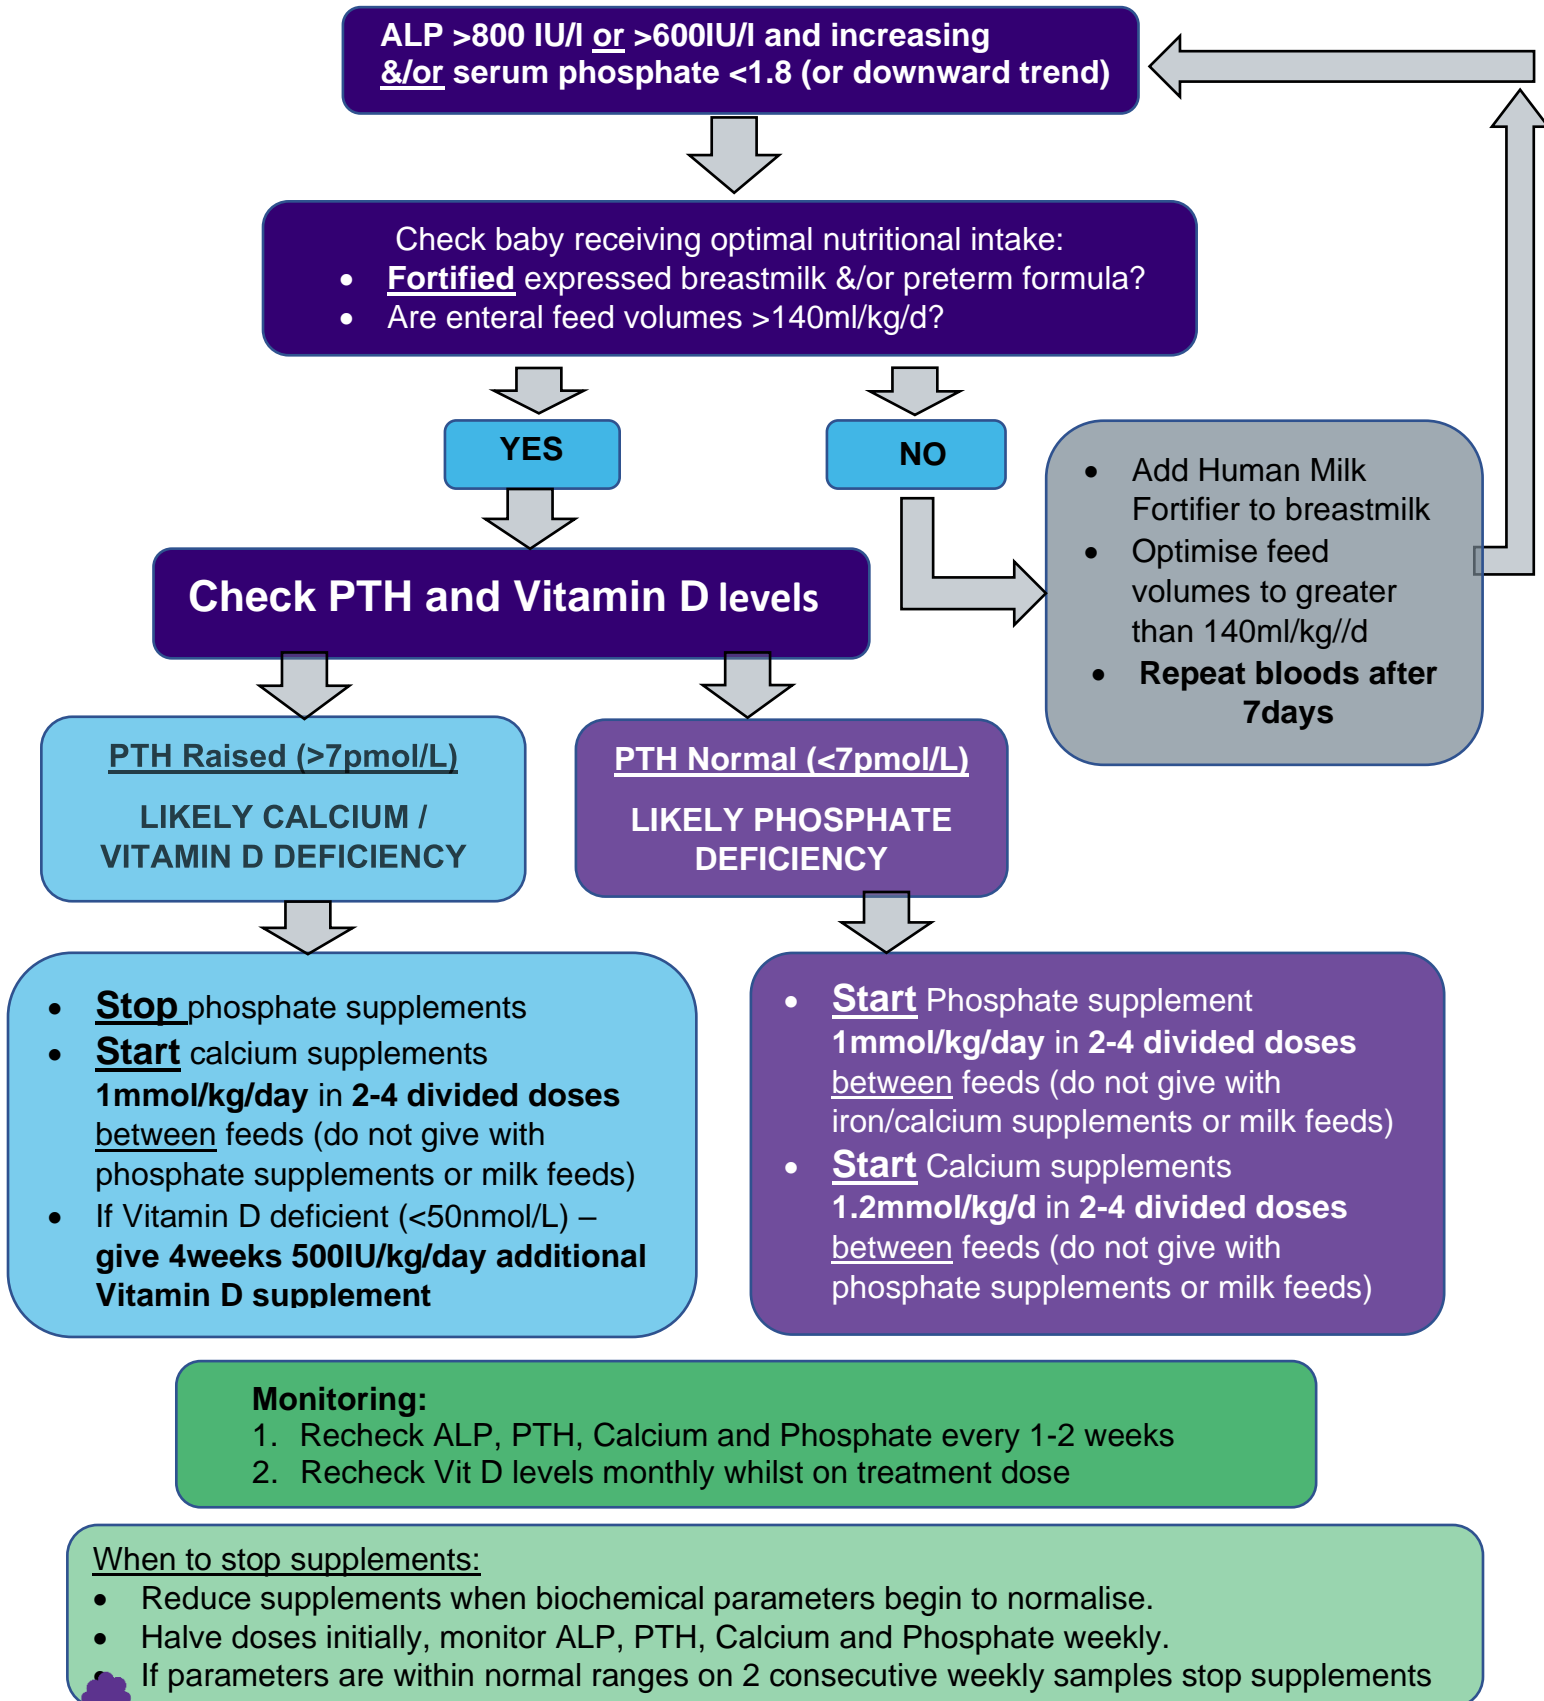 ALP >800 IU/l or >600IU/l and increasing
&/or serum phosphate <1.8 (or downward trend)
Check baby receiving optimal nutritional intake:
• Fortified expressed breastmilk &/or preterm formula?
• Are enteral feed volumes >140ml/kg/d?
YES
NO
• Add Human Milk
Fortifier to breastmilk
• Optimise feed
volumes to greater
than 140ml/kg//d
• Repeat bloods after
7days
Check PTH and Vitamin D levels
PTH Raised (>7pmol/L)
LIKELY CALCIUM /
VITAMIN D DEFICIENCY
PTH Normal (<7pmol/L)
LIKELY PHOSPHATE
DEFICIENCY
• Stop phosphate supplements
• Start calcium supplements
1mmol/kg/day in 2-4 divided doses
between feeds (do not give with
phosphate supplements or milk feeds)
• If Vitamin D deficient (<50nmol/L) –
give 4weeks 500IU/kg/day additional
Vitamin D supplement
• Start Phosphate supplement
1mmol/kg/day in 2-4 divided doses
between feeds (do not give with
iron/calcium supplements or milk feeds)
• Start Calcium supplements
1.2mmol/kg/d in 2-4 divided doses
between feeds (do not give with
phosphate supplements or milk feeds)
Monitoring:
1. Recheck ALP, PTH, Calcium and Phosphate every 1-2 weeks
2. Recheck Vit D levels monthly whilst on treatment dose
When to stop supplements:
• Reduce supplements when biochemical parameters begin to normalise.
• Halve doses initially, monitor ALP, PTH, Calcium and Phosphate weekly.
• If parameters are within normal ranges on 2 consecutive weekly samples stop supplements